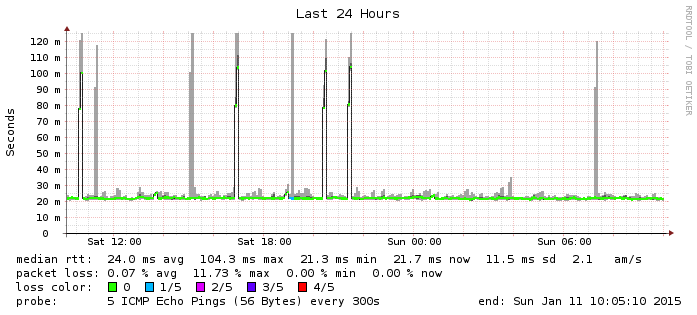 Last 24 Hours
RRDTOOL / TOBI OETIKER
Seconds
120 m
110 m
100 m
90 m
80 m
70 m
60 m
50 m
40 m
30 m
20 m
10 m
0
Sat 12:00 Sat 18:00 Sun 00:00 Sun 06:00
median rtt: 24.0 ms avg 104.3 ms max 21.3 ms min 21.7 ms now 11.5 ms sd 2.1 am/s
packet loss: 0.07 % avg 11.73 % max 0.00 % min 0.00 % now
loss color: 0 1/5 2/5 3/5 4/5
probe: 5 ICMP Echo Pings (56 Bytes) every 300s end: Sun Jan 11 10:05:10 2015